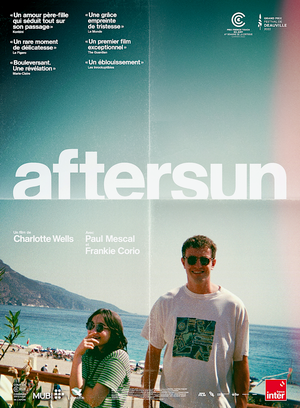 «Un amour père-fille
qui séduit tout sur
son passage»
Konbini
«Un rare moment
de délicatesse»
Le Figaro
«Bouleversant.
Une révélation»
Marie Claire
«Une grâce
empreinte
de tristesse»
Le Monde
«Un premier film
exceptionnel»
The Guardian
«Un éblouissement»
Les Inrockuptibles
DEAUVILLE
aftersun
Un film de
Charlotte Wells
avec
Paul Mescal
et
Frankie Corio
MUBI
inter